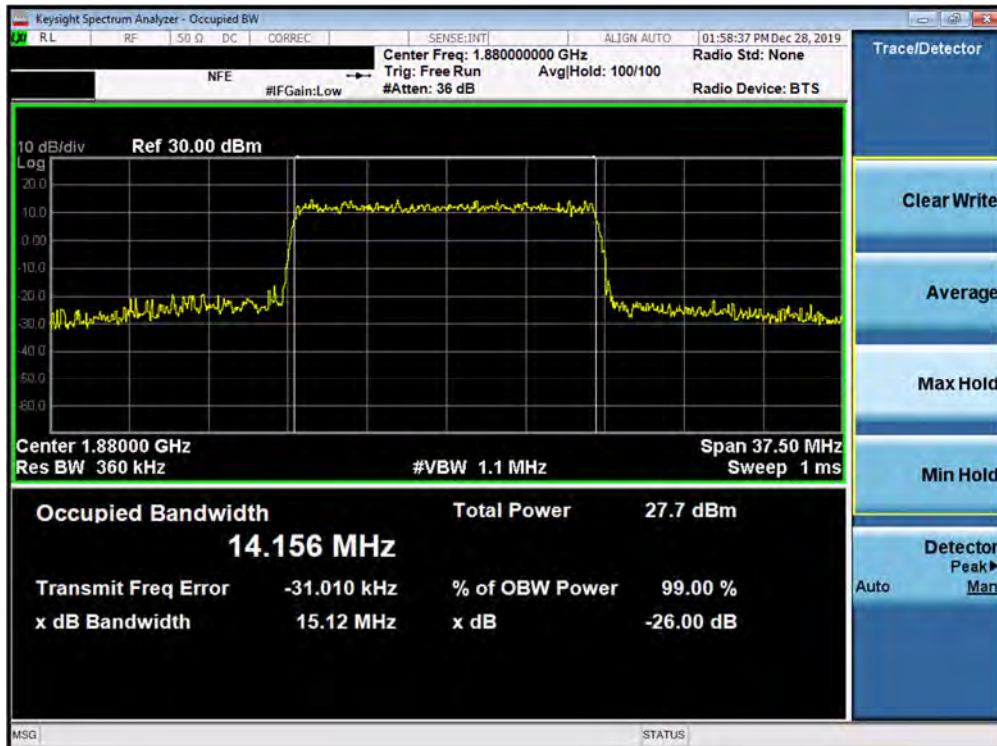 Keysight Spectrum Analyzer - Occupied BW
LXI RL RF 50 Ω DC CORREC SENSE:INT ALIGN AUTO 01:58:37 PM Dec 28, 2019
Center Freq: 1.880000000 GHz Radio Std: None
NFE Trig: Free Run Avg|Hold: 100/100
#IFGain:Low #Atten: 36 dB Radio Device: BTS
Trace/Detector
10 dB/div Ref 30.00 dBm
Log
20.0
10.0
0.00
-10.0
-20.0
-30.0
-40.0
-50.0
-60.0
Center 1.88000 GHz Span 37.50 MHz
Res BW 360 kHz #VBW 1.1 MHz Sweep 1 ms
Occupied Bandwidth Total Power 27.7 dBm
14.156 MHz
Transmit Freq Error -31.010 kHz % of OBW Power 99.00 %
x dB Bandwidth 15.12 MHz x dB -26.00 dB
Clear Write
Average
Max Hold
Min Hold
Detector
Peak▶
Auto Man
MSG STATUS